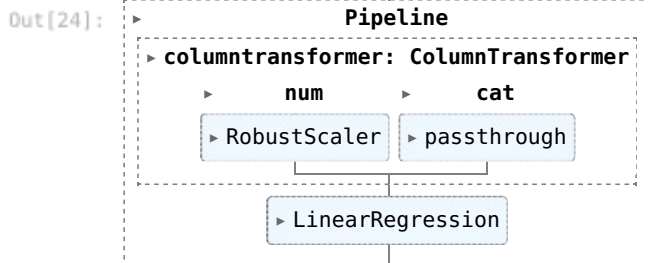 Out[24]:
▸ Pipeline
▸ columntransformer: ColumnTransformer
▸ num ▸ cat
▸ RobustScaler ▸ passthrough
▸ LinearRegression